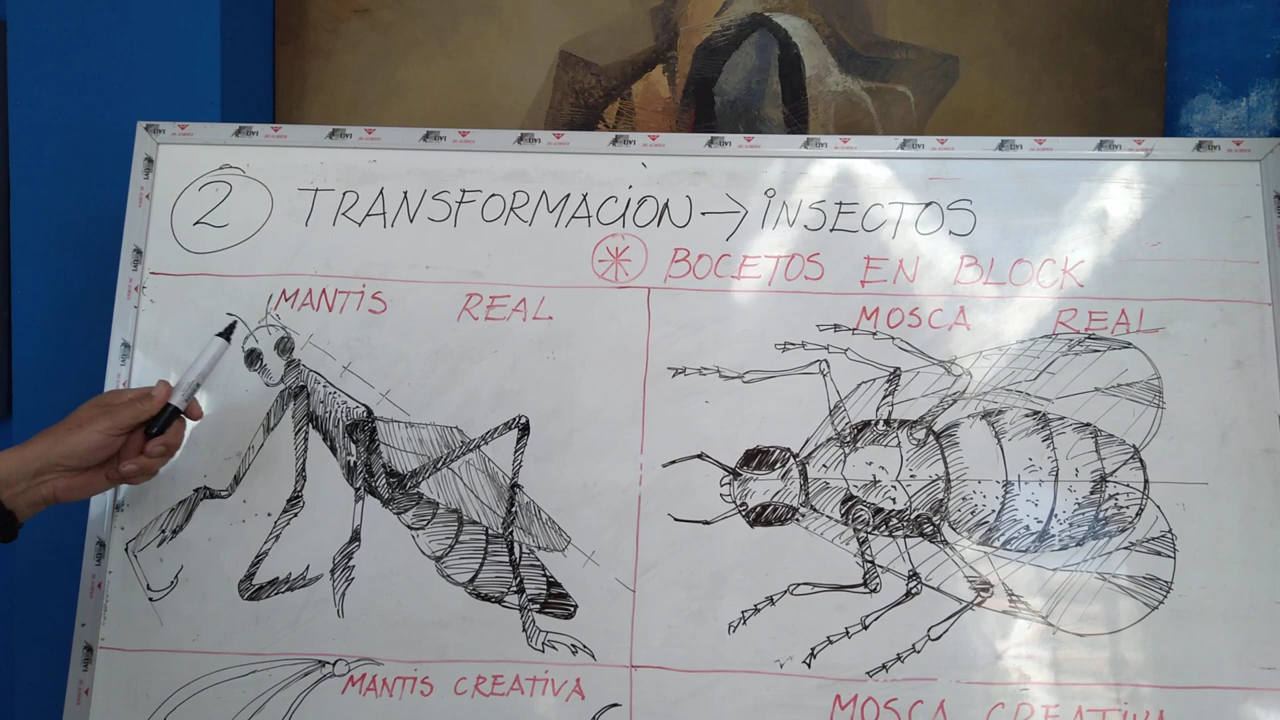 2 TRANSFORMACION → INSECTOS
* BOCETOS EN BLOCK
MANTIS REAL
MOSCA REAL
MANTIS CREATIVA
MOSCA CREATIVA